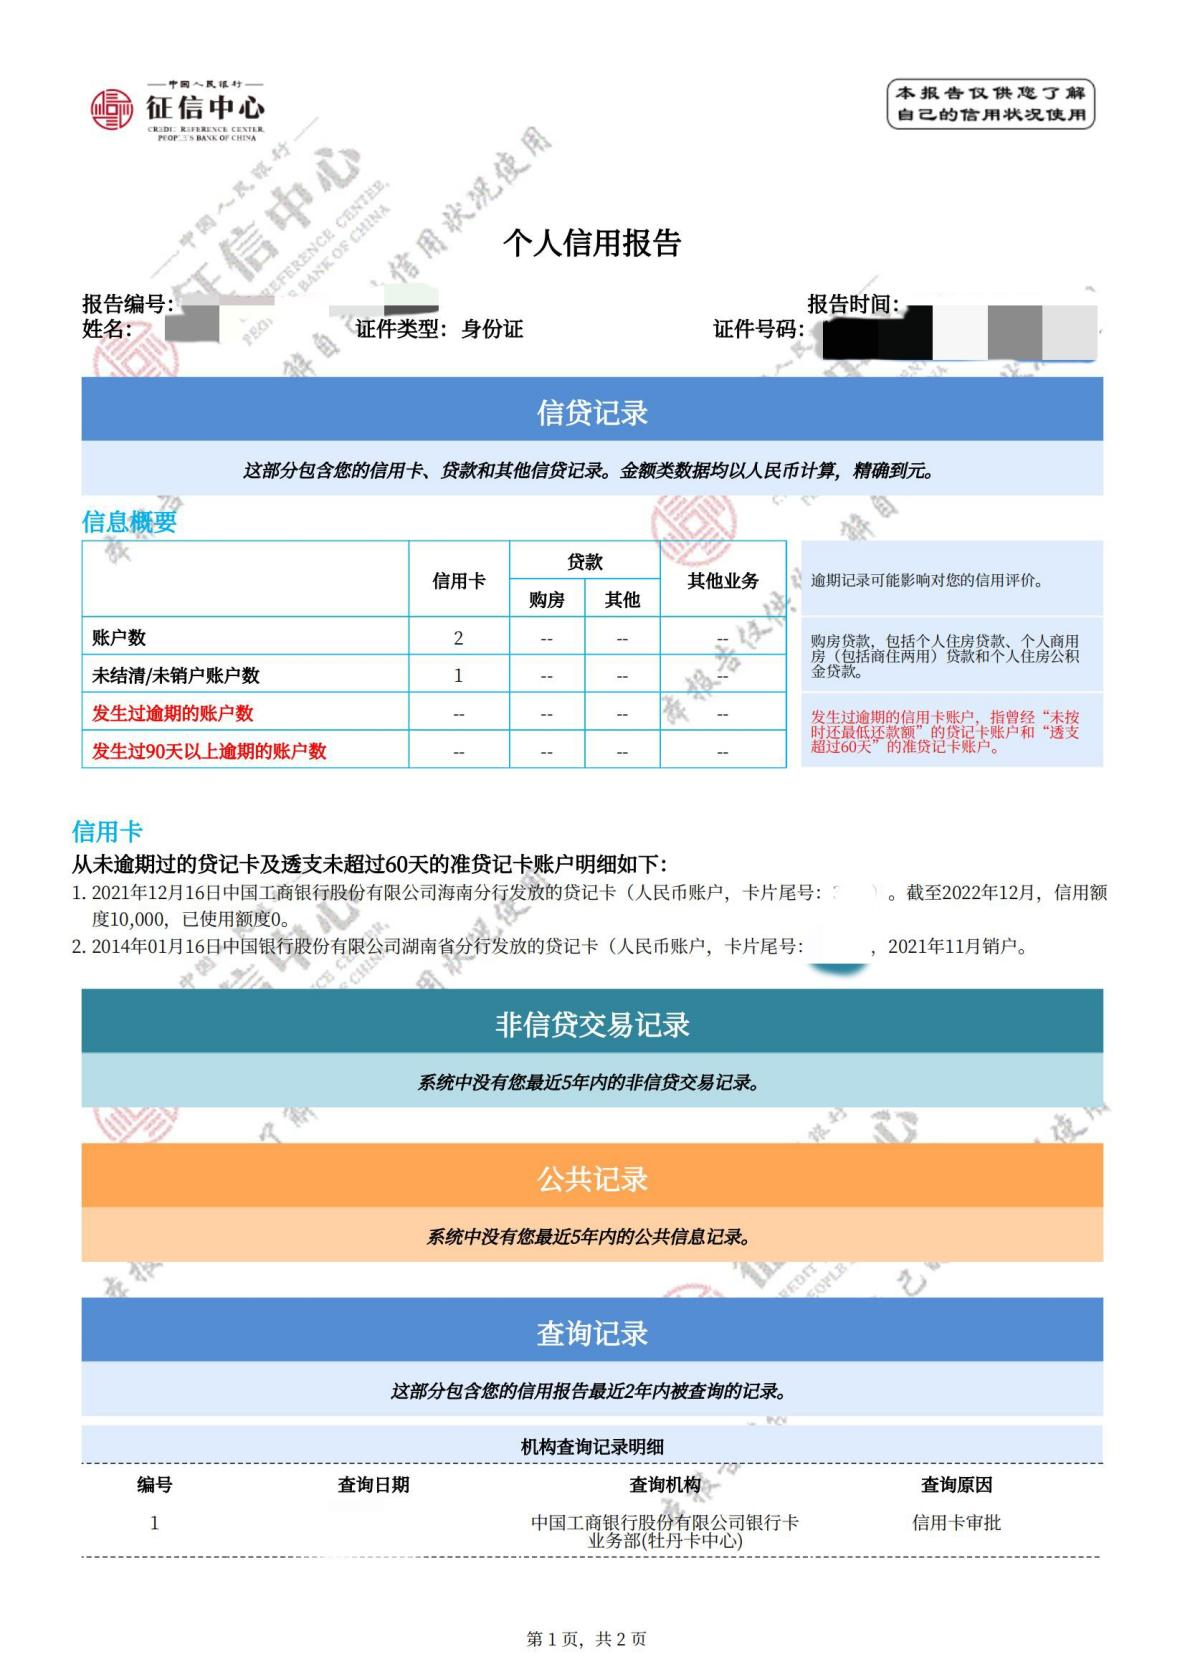 中国人民银行
征信中心
CREDIT REFERENCE CENTER,
PEOPLE'S BANK OF CHINA
本报告仅供您了解
自己的信用状况使用
个人信用报告
报告编号：
报告时间：
姓名：
证件类型：身份证
证件号码：
信贷记录
这部分包含您的信用卡、贷款和其他信贷记录。金额类数据均以人民币计算，精确到元。
信息概要
信用卡 贷款 其他业务
购房 其他
账户数 2 -- -- --
未结清/未销户账户数 1 -- -- --
发生过逾期的账户数 -- -- -- --
发生过90天以上逾期的账户数 -- -- -- --
逾期记录可能影响对您的信用评价。
购房贷款，包括个人住房贷款、个人商用
房（包括商住两用）贷款和个人住房公积
金贷款。
发生过逾期的信用卡账户，指曾经“未按
时还最低还款额”的贷记卡账户和“透支
超过60天”的准贷记卡账户。
信用卡
从未逾期过的贷记卡及透支未超过60天的准贷记卡账户明细如下：
1. 2021年12月16日中国工商银行股份有限公司海南分行发放的贷记卡（人民币账户，卡片尾号： ）。截至2022年12月，信用额
度10,000，已使用额度0。
2. 2014年01月16日中国银行股份有限公司湖南省分行发放的贷记卡（人民币账户，卡片尾号： ，2021年11月销户。
非信贷交易记录
系统中没有您最近5年内的非信贷交易记录。
公共记录
系统中没有您最近5年内的公共信息记录。
查询记录
这部分包含您的信用报告最近2年内被查询的记录。
机构查询记录明细
编号 查询日期 查询机构 查询原因
1 中国工商银行股份有限公司银行卡 信用卡审批
业务部(牡丹卡中心)
第 1 页，共 2 页